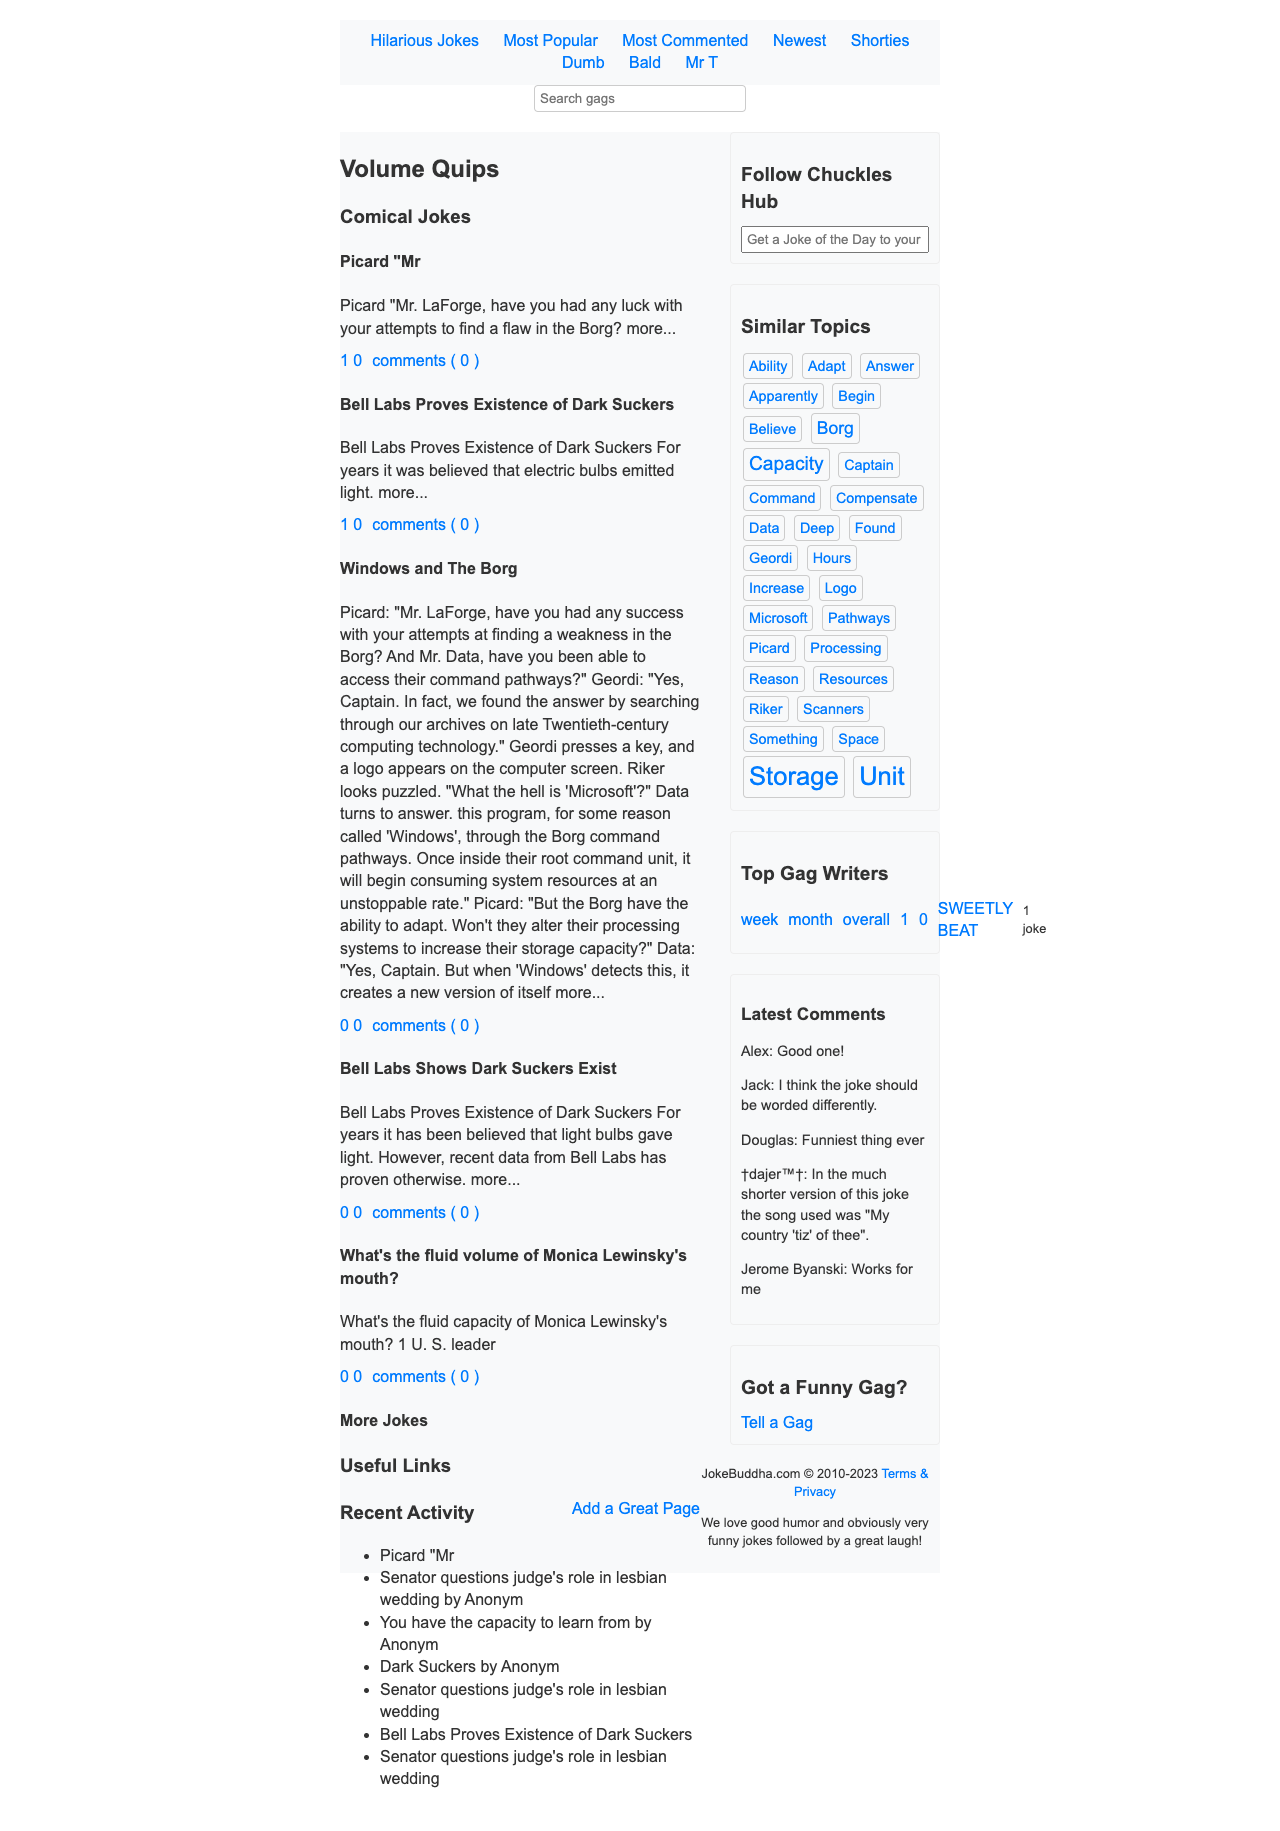 Hilarious Jokes Most Popular Most Commented Newest Shorties
Dumb Bald Mr T
Search gags
Volume Quips
Comical Jokes
Picard "Mr
Picard "Mr. LaForge, have you had any luck with
your attempts to find a flaw in the Borg? more...
1 0 comments ( 0 )
Bell Labs Proves Existence of Dark Suckers
Bell Labs Proves Existence of Dark Suckers For
years it was believed that electric bulbs emitted
light. more...
1 0 comments ( 0 )
Windows and The Borg
Picard: "Mr. LaForge, have you had any success
with your attempts at finding a weakness in the
Borg? And Mr. Data, have you been able to
access their command pathways?" Geordi: "Yes,
Captain. In fact, we found the answer by searching
through our archives on late Twentieth-century
computing technology." Geordi presses a key, and
a logo appears on the computer screen. Riker
looks puzzled. "What the hell is 'Microsoft'?" Data
turns to answer. this program, for some reason
called 'Windows', through the Borg command
pathways. Once inside their root command unit, it
will begin consuming system resources at an
unstoppable rate." Picard: "But the Borg have the
ability to adapt. Won't they alter their processing
systems to increase their storage capacity?" Data:
"Yes, Captain. But when 'Windows' detects this, it
creates a new version of itself more...
0 0 comments ( 0 )
Bell Labs Shows Dark Suckers Exist
Bell Labs Proves Existence of Dark Suckers For
years it has been believed that light bulbs gave
light. However, recent data from Bell Labs has
proven otherwise. more...
0 0 comments ( 0 )
What's the fluid volume of Monica Lewinsky's
mouth?
What's the fluid capacity of Monica Lewinsky's
mouth? 1 U. S. leader
0 0 comments ( 0 )
More Jokes
Useful Links
Add a Great Page
Recent Activity
Picard "Mr
Senator questions judge's role in lesbian
wedding by Anonym
You have the capacity to learn from by
Anonym
Dark Suckers by Anonym
Senator questions judge's role in lesbian
wedding
Bell Labs Proves Existence of Dark Suckers
Senator questions judge's role in lesbian
wedding
Follow Chuckles
Hub
Get a Joke of the Day to your
Similar Topics
Ability Adapt Answer
Apparently Begin
Believe Borg
Capacity Captain
Command Compensate
Data Deep Found
Geordi Hours
Increase Logo
Microsoft Pathways
Picard Processing
Reason Resources
Riker Scanners
Something Space
Storage Unit
Top Gag Writers
week month overall 1 0 SWEETLY BEAT 1 joke
Latest Comments
Alex: Good one!
Jack: I think the joke should
be worded differently.
Douglas: Funniest thing ever
†dajer™†: In the much
shorter version of this joke
the song used was "My
country 'tiz' of thee".
Jerome Byanski: Works for
me
Got a Funny Gag?
Tell a Gag
JokeBuddha.com © 2010-2023 Terms &
Privacy
We love good humor and obviously very
funny jokes followed by a great laugh!